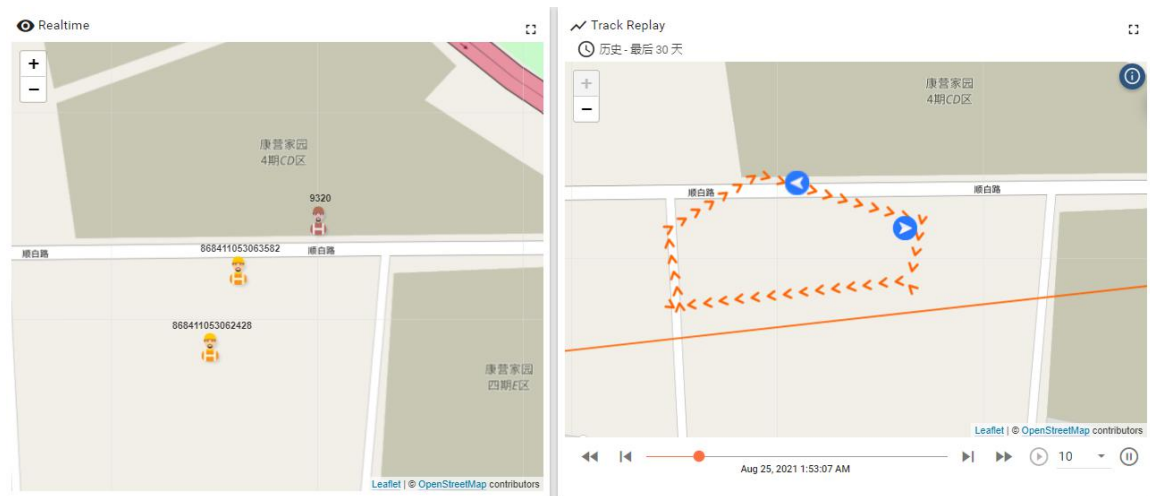 Realtime
+
−
康营家园
4期CD区
9320
868411053063582
顺白路
顺白路
868411053062428
康营家园
四期E区
Leaflet | © OpenStreetMap contributors
Track Replay
历史 - 最后 30 天
+
−
康营家园
4期CD区
顺白路
顺白路
Leaflet | © OpenStreetMap contributors
Aug 25, 2021 1:53:07 AM
10